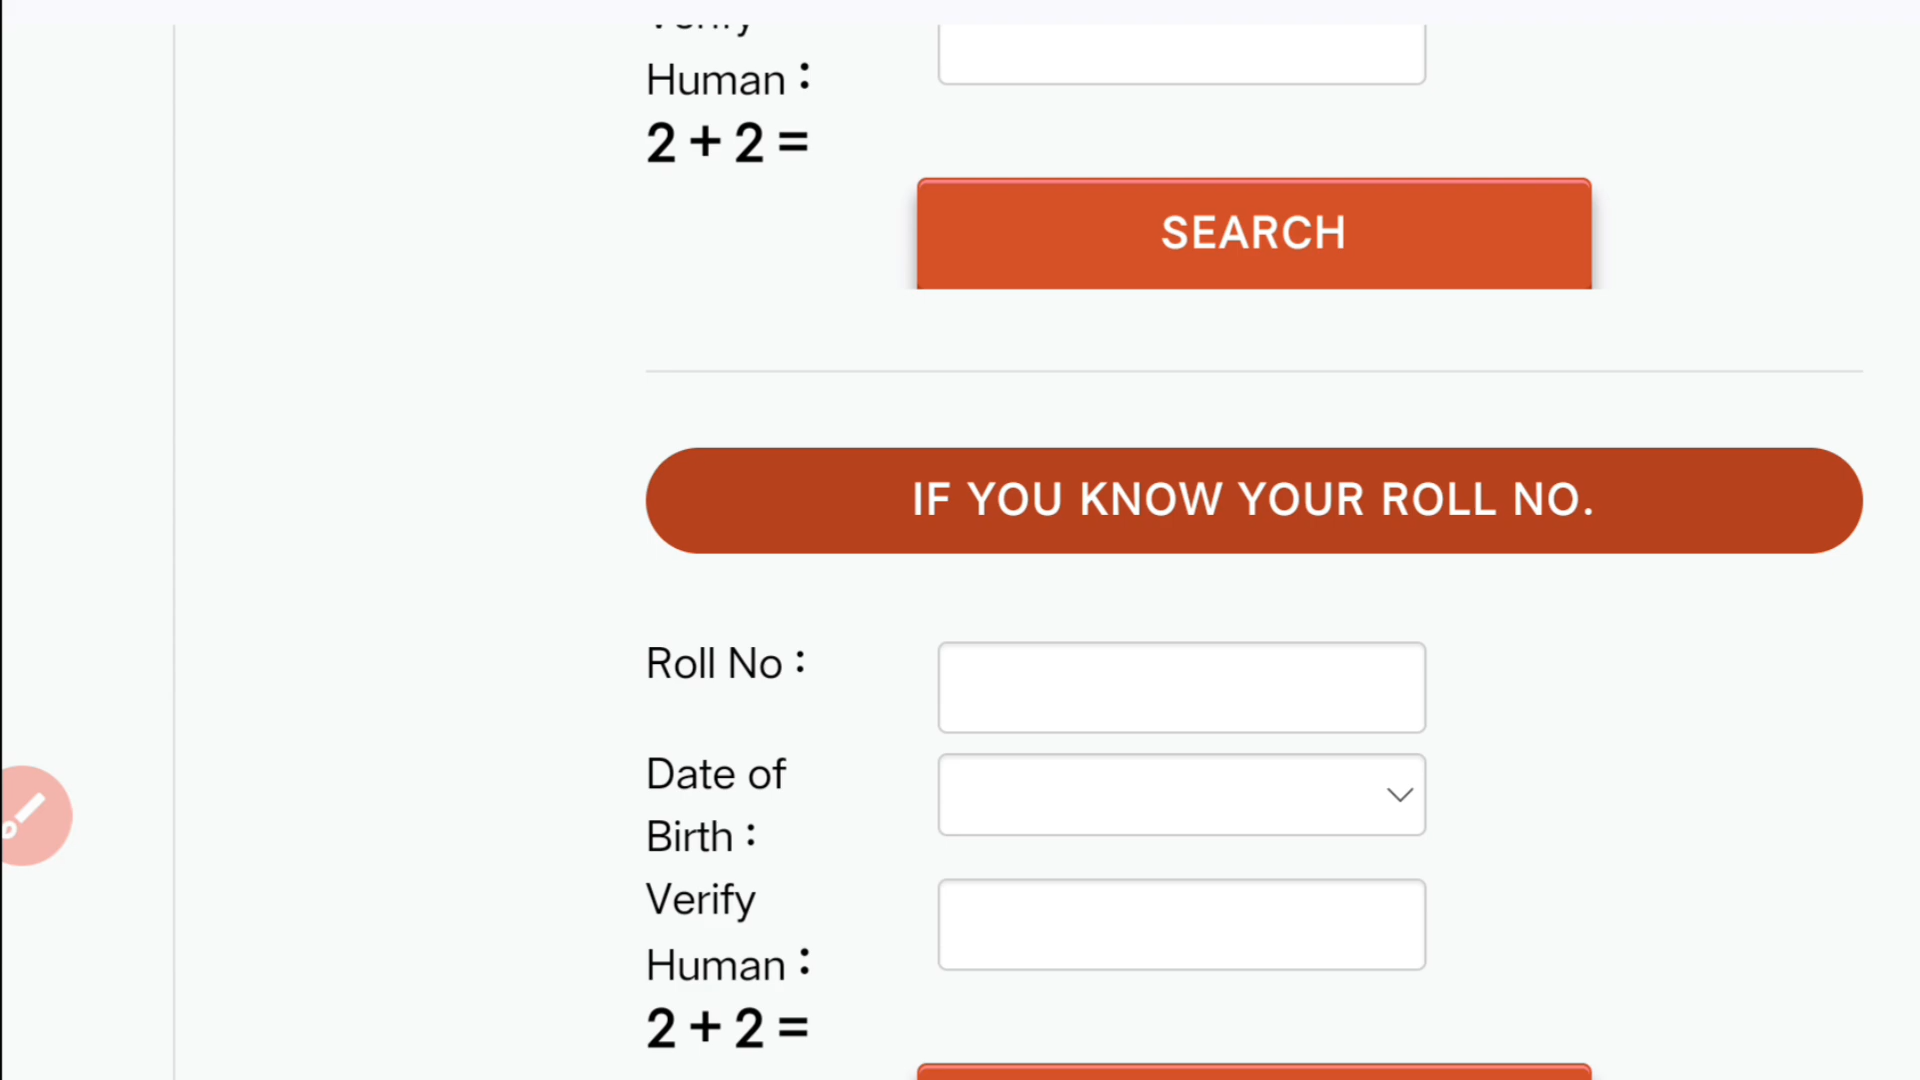 Verify
Human :
2 + 2 =
SEARCH
IF YOU KNOW YOUR ROLL NO.
Roll No :
Date of
Birth :
Verify
Human :
2 + 2 =